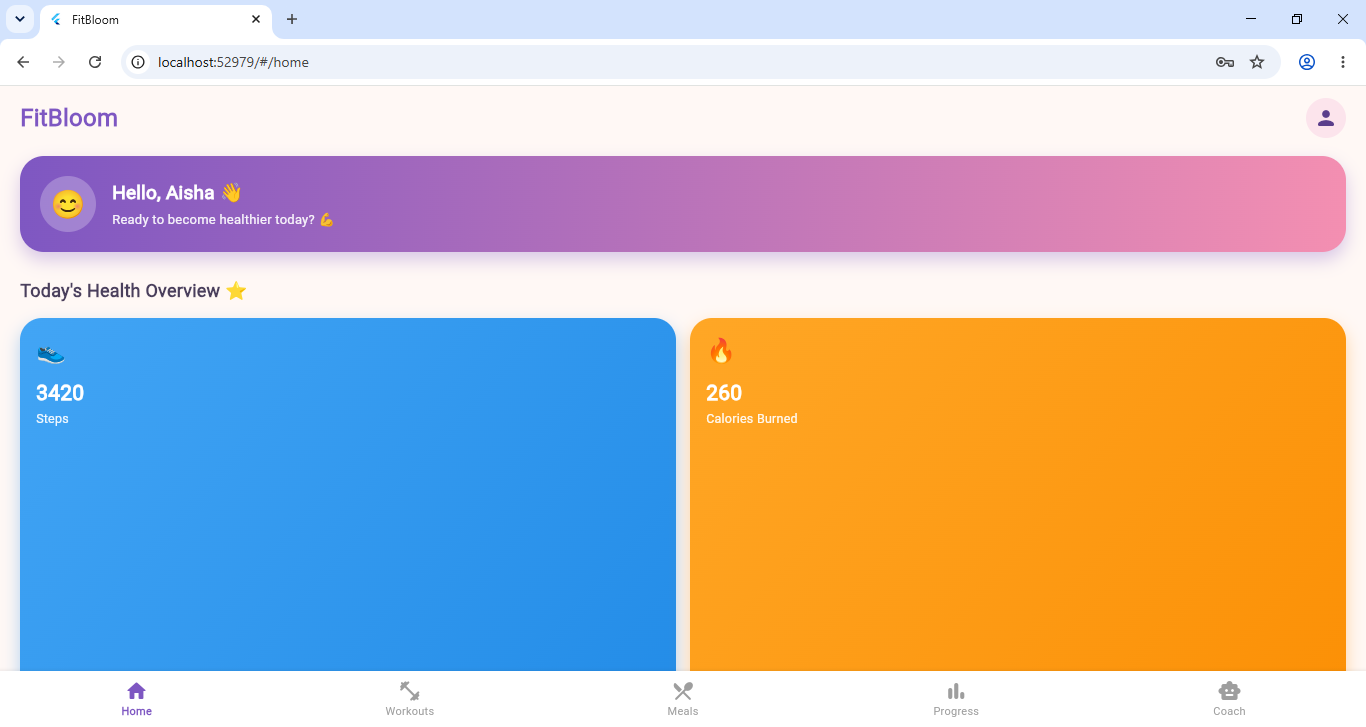 FitBloom
localhost:52979/#/home
FitBloom
Hello, Aisha 👋
Ready to become healthier today? 💪
Today's Health Overview ⭐
3420
Steps
260
Calories Burned
Home
Workouts
Meals
Progress
Coach